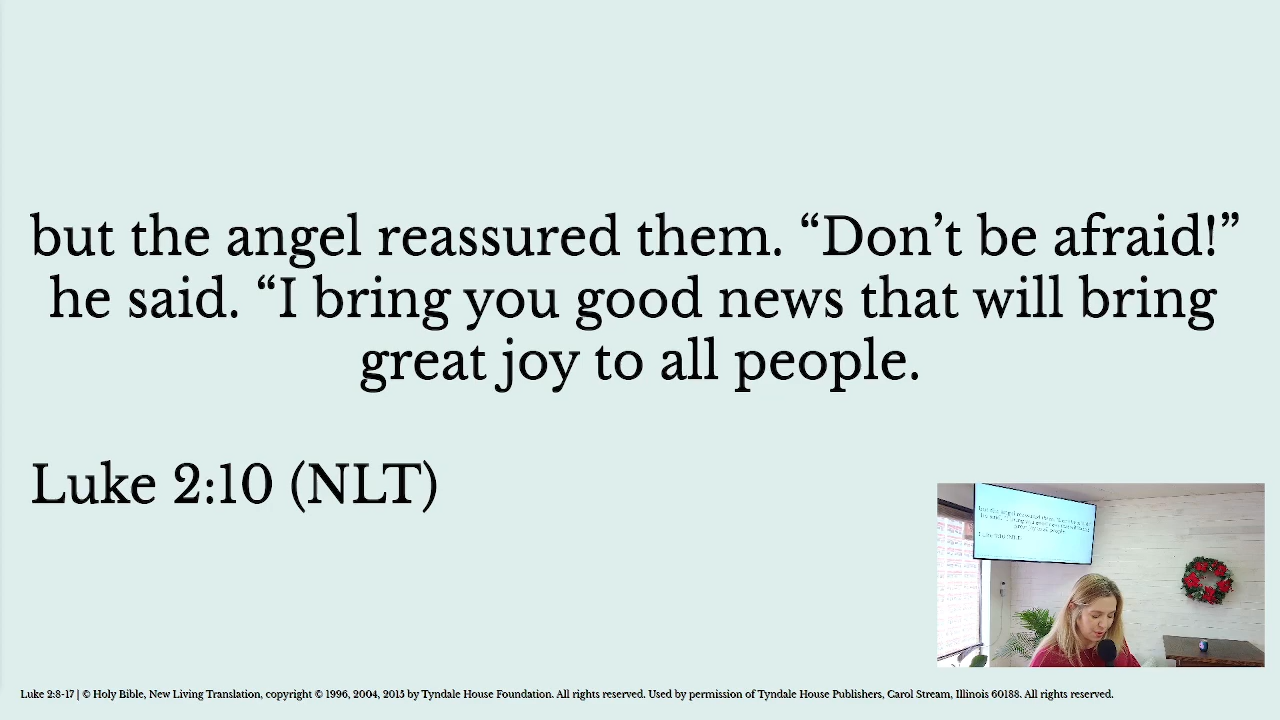 but the angel reassured them. “Don’t be afraid!”
he said. “I bring you good news that will bring
great joy to all people.
Luke 2:10 (NLT)
Luke 2:8-17 | © Holy Bible, New Living Translation, copyright © 1996, 2004, 2015 by Tyndale House Foundation. All rights reserved. Used by permission of Tyndale House Publishers, Carol Stream, Illinois 60188. All rights reserved.